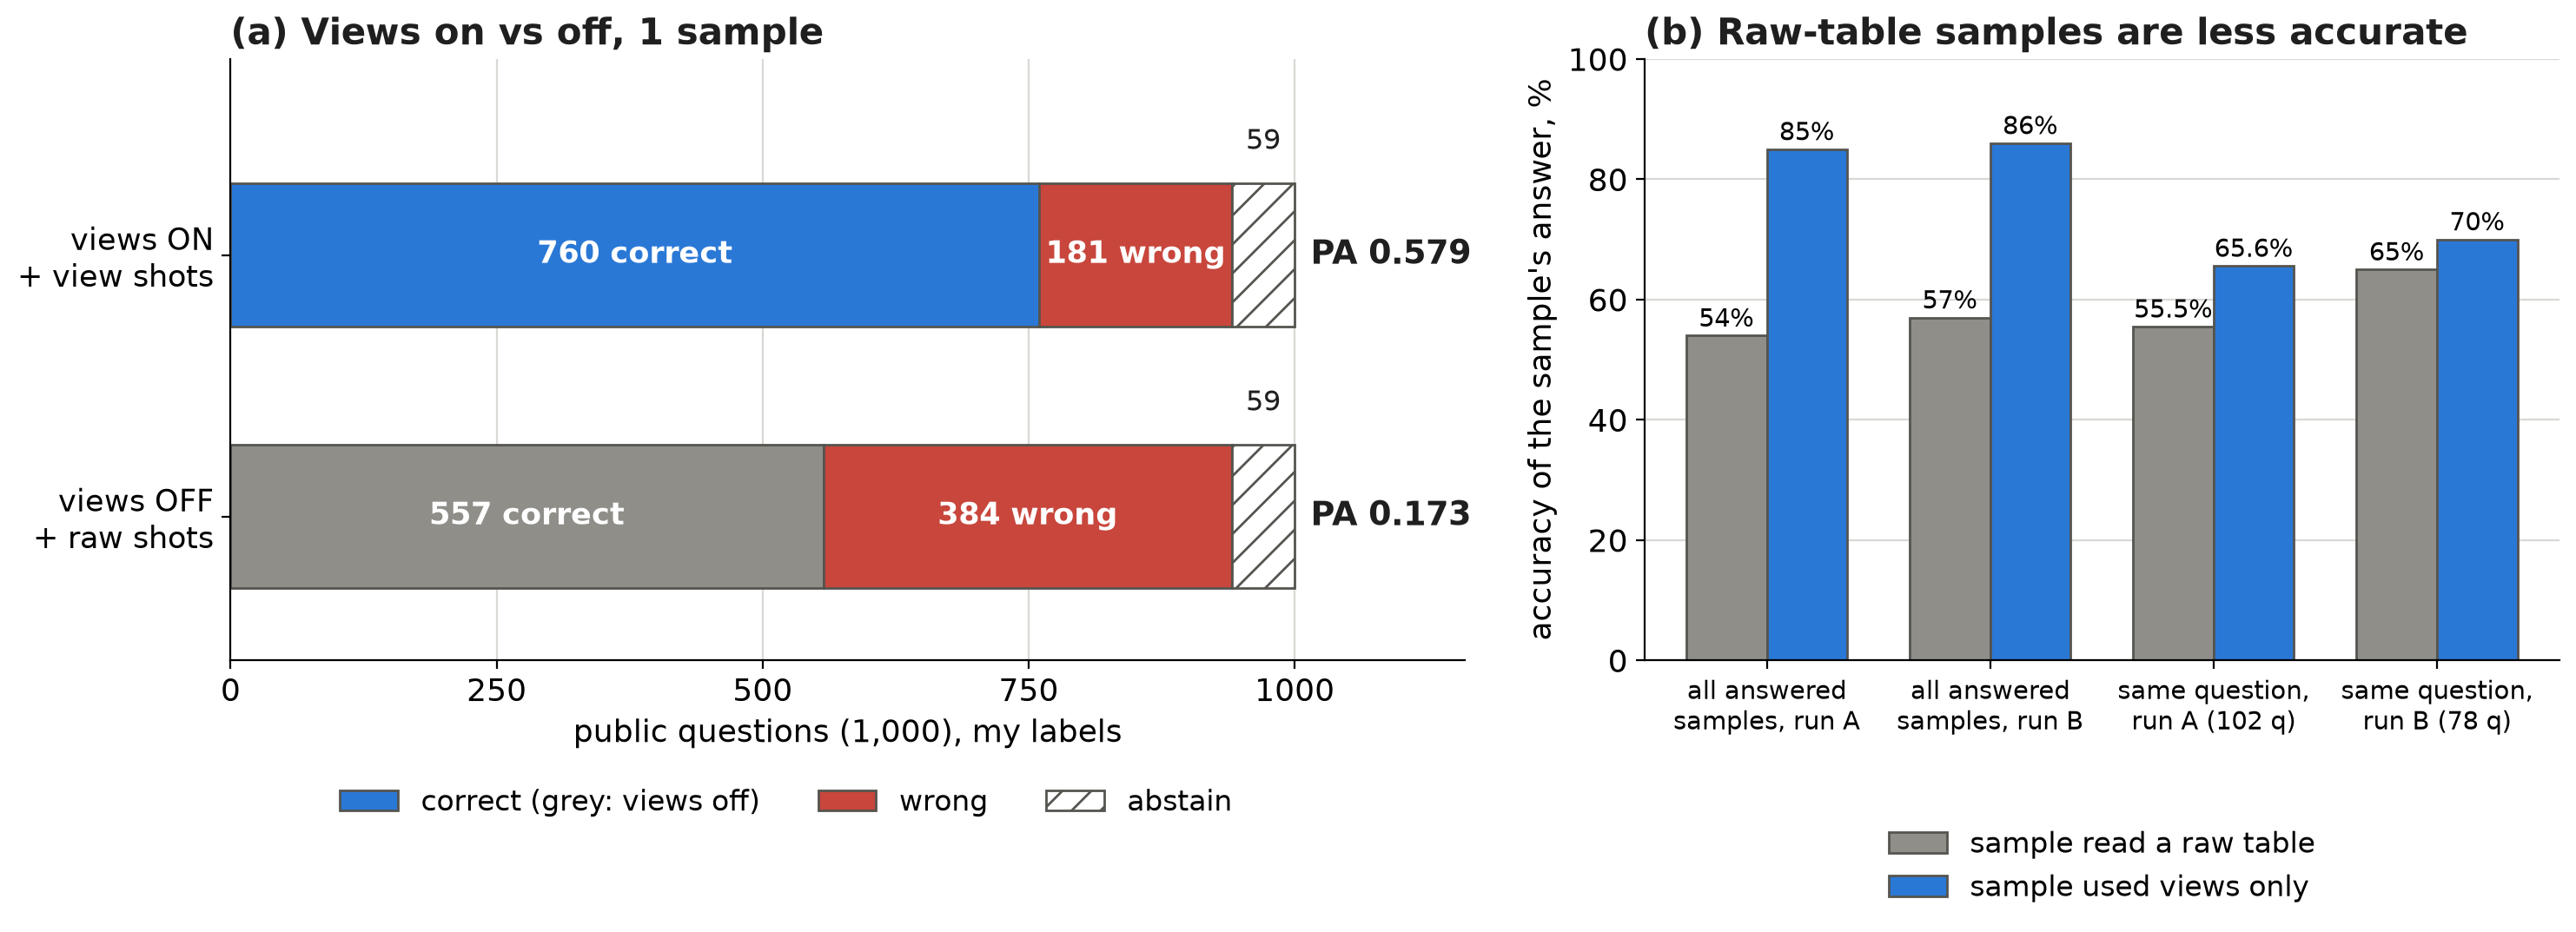 (a) Views on vs off, 1 sample
59
views ON
+ view shots
760 correct
181 wrong
PA 0.579
59
views OFF
+ raw shots
557 correct
384 wrong
PA 0.173
0
250
500
750
1000
public questions (1,000), my labels
correct (grey: views off)
wrong
abstain
(b) Raw-table samples are less accurate
accuracy of the sample's answer, %
100
80
60
40
20
0
54%
85%
57%
86%
55.5%
65.6%
65%
70%
all answered
samples, run A
all answered
samples, run B
same question,
run A (102 q)
same question,
run B (78 q)
sample read a raw table
sample used views only